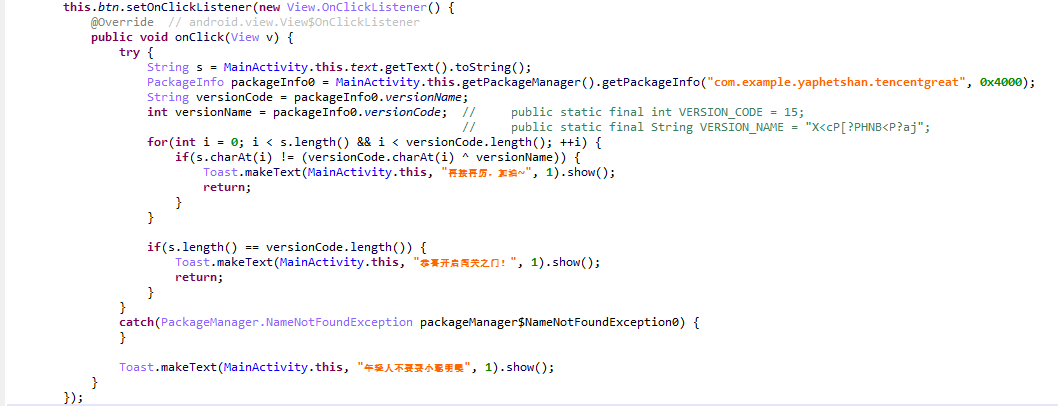 this.btn.setOnClickListener(new View.OnClickListener() {
@Override  // android.view.View$OnClickListener
public void onClick(View v) {
try {
String s = MainActivity.this.text.getText().toString();
PackageInfo packageInfo0 = MainActivity.this.getPackageManager().getPackageInfo("com.example.yaphetshan.tencentgreat", 0x4000);
String versionCode = packageInfo0.versionName;
int versionName = packageInfo0.versionCode;  //     public static final int VERSION_CODE = 15;
//     public static final String VERSION_NAME = "X<cP[?PHNB<P?aj";
for(int i = 0; i < s.length() && i < versionCode.length(); ++i) {
if(s.charAt(i) != (versionCode.charAt(i) ^ versionName)) {
Toast.makeText(MainActivity.this, "再接再厉，加油~", 1).show();
return;
}
}
if(s.length() == versionCode.length()) {
Toast.makeText(MainActivity.this, "恭喜开启闯关之门！", 1).show();
return;
}
}
catch(PackageManager.NameNotFoundException packageManager$NameNotFoundException0) {
}
Toast.makeText(MainActivity.this, "年轻人不要耍小聪明噢", 1).show();
}
});